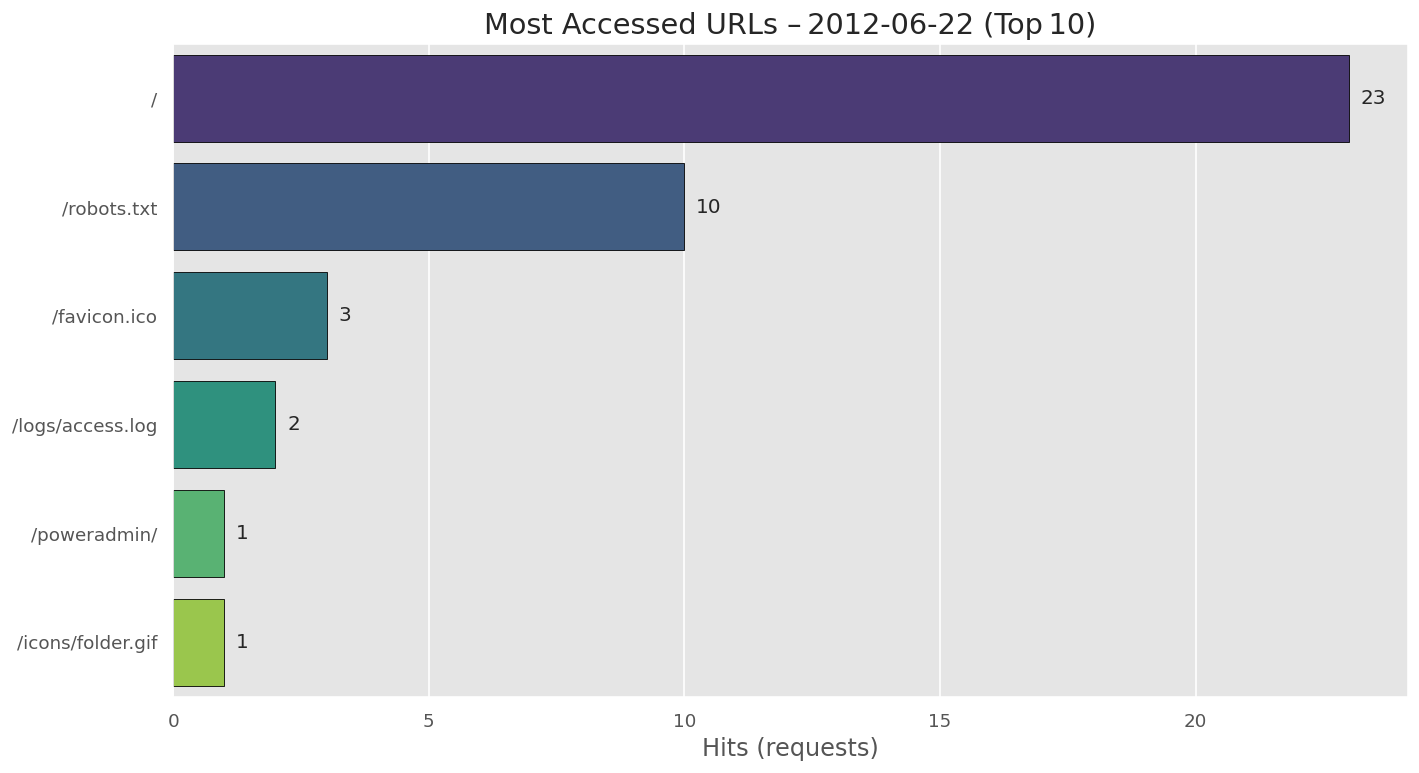 Most Accessed URLs – 2012-06-22 (Top 10)
/ 23
/robots.txt 10
/favicon.ico 3
/logs/access.log 2
/poweradmin/ 1
/icons/folder.gif 1
0 5 10 15 20
Hits (requests)